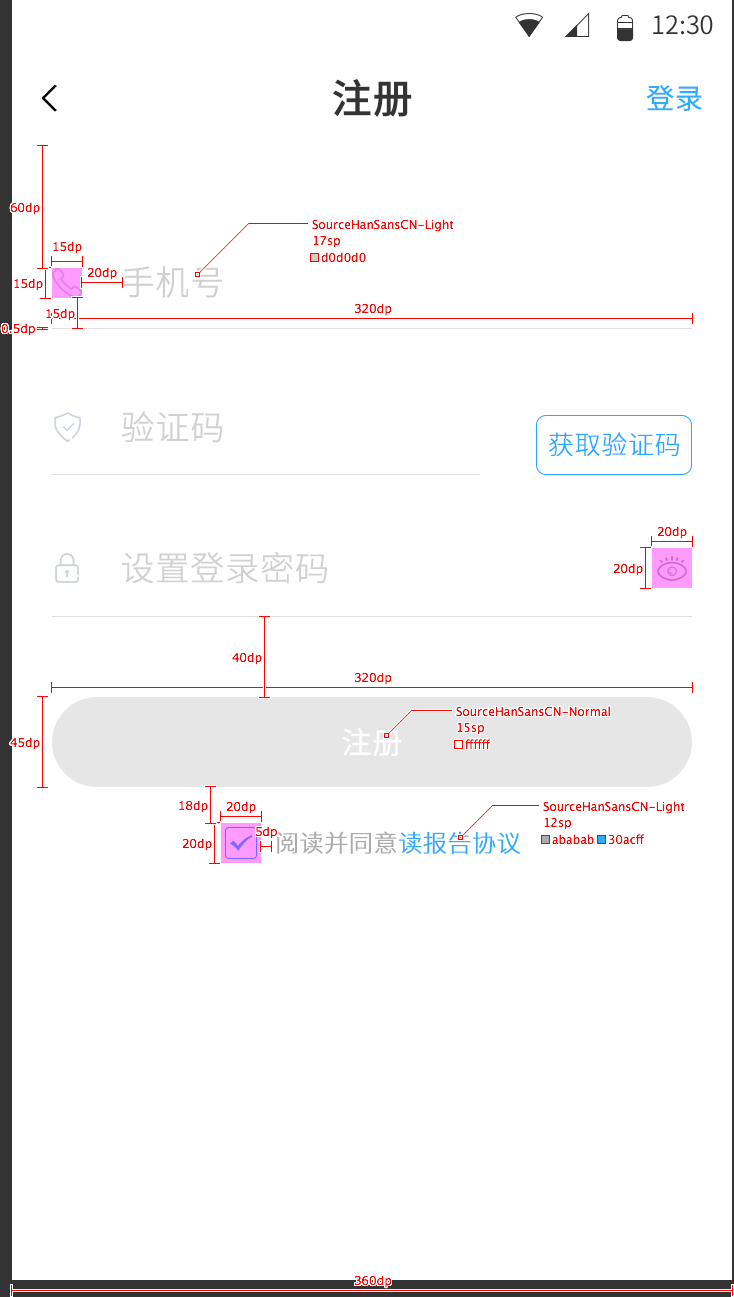 12:30
注册
登录
60dp
SourceHanSansCN-Light
17sp
d0d0d0
15dp
20dp
15dp
手机号
15dp
320dp
0.5dp
验证码
获取验证码
20dp
设置登录密码
20dp
40dp
320dp
SourceHanSansCN-Normal
15sp
ffffff
45dp
注册
18dp
20dp
SourceHanSansCN-Light
12sp
ababab 30acff
5dp
20dp
阅读并同意读报告协议
360dp